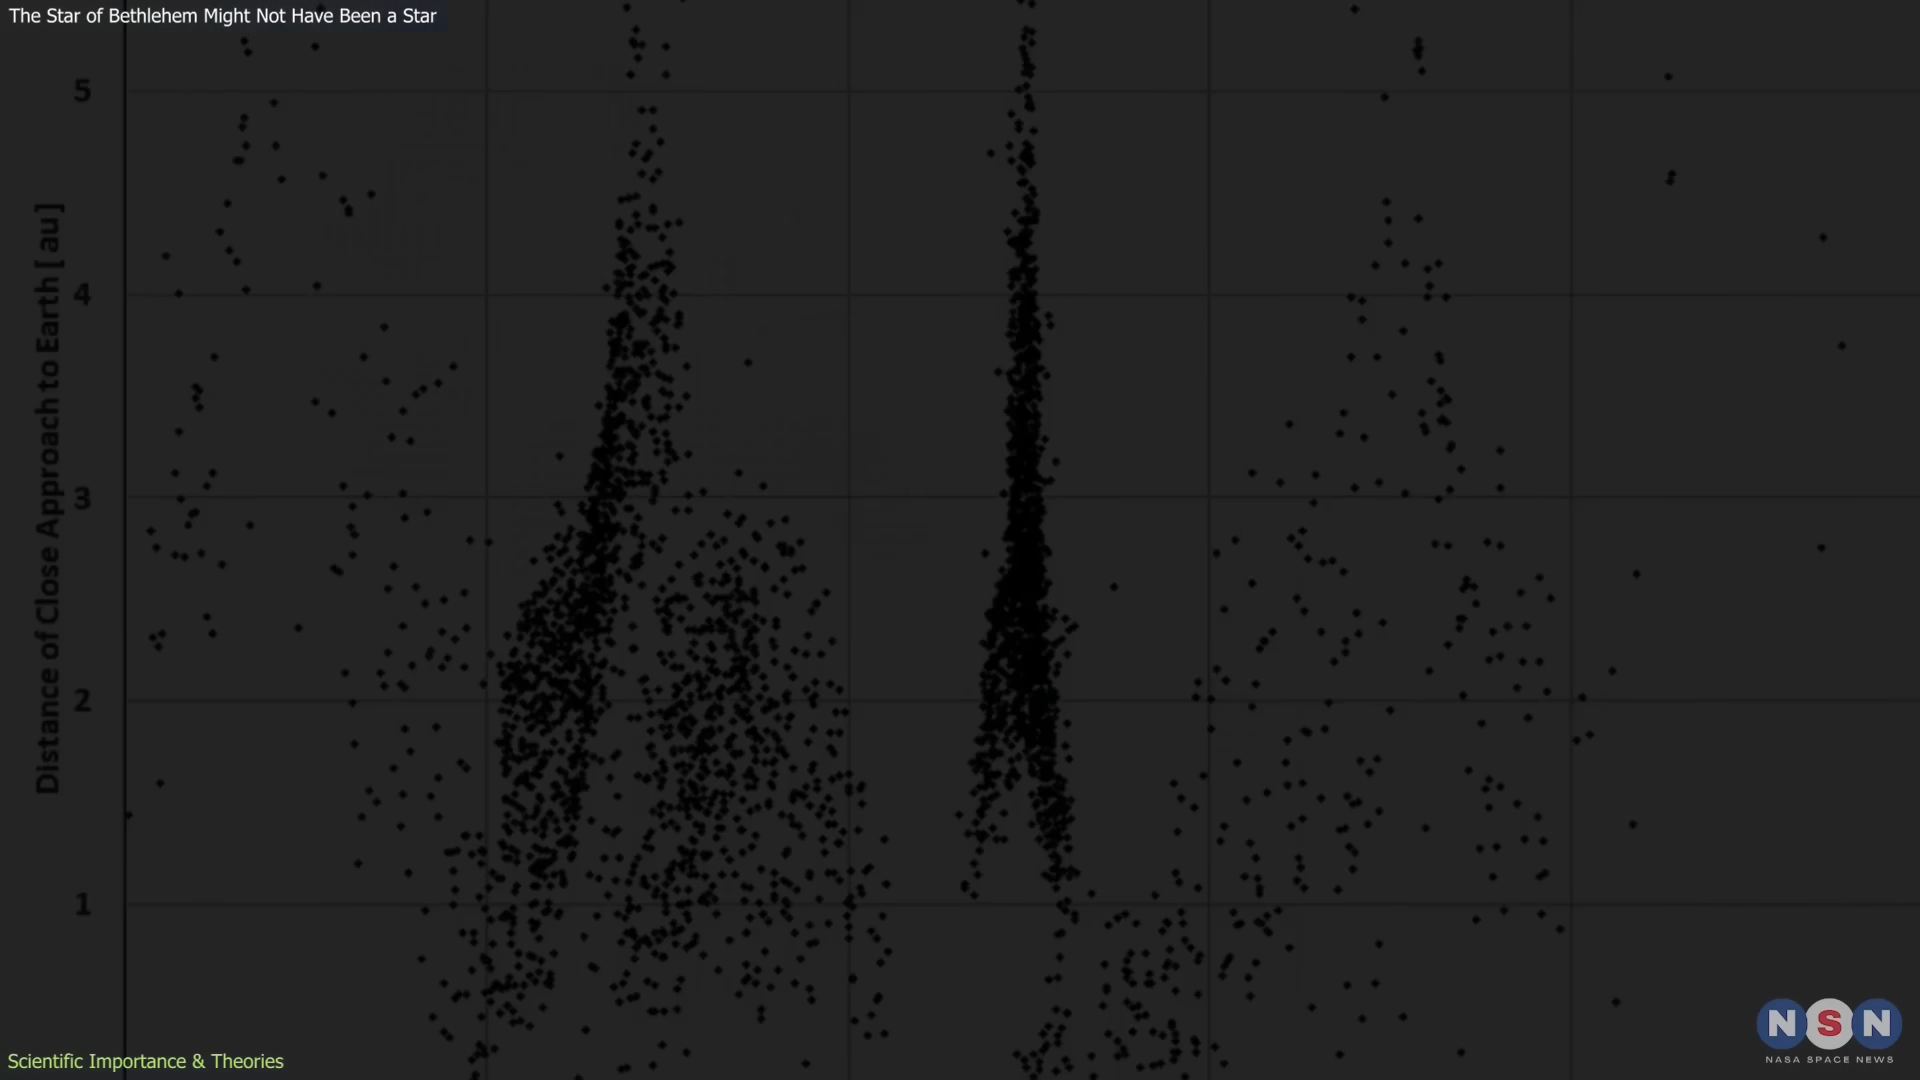 The Star of Bethlehem Might Not Have Been a Star
5
4
3
2
1
Distance of Close Approach to Earth [au]
Scientific Importance & Theories
NSN
NASA SPACE NEWS